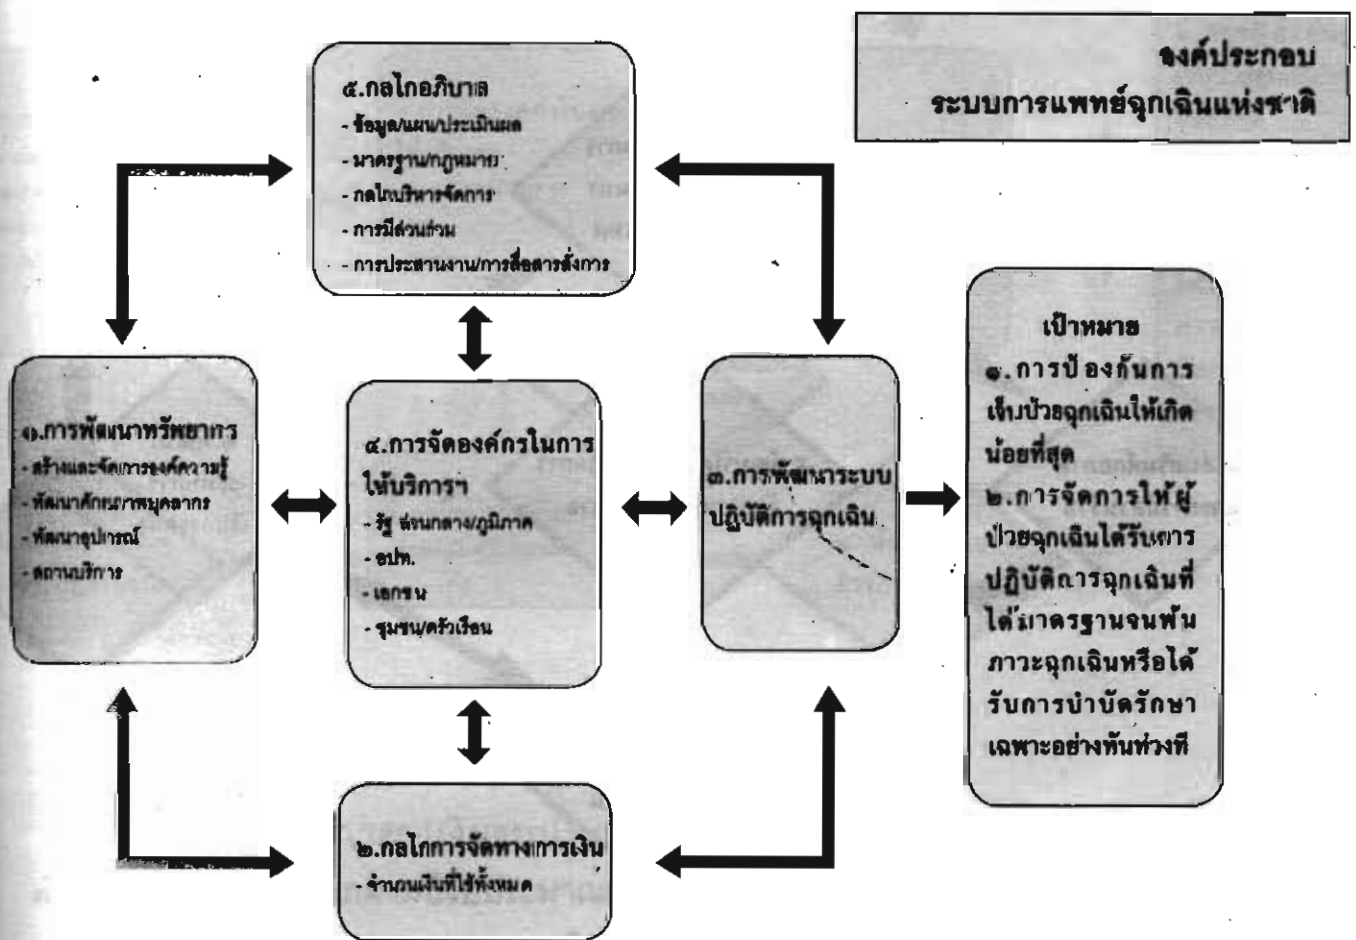 องค์ประกอบ
ระบบการแพทย์ฉุกเฉินแห่งชาติ
๕.กลไกอภิบาล
- ข้อมูล/แผน/ประเมินผล
- มาตรฐาน/กฎหมาย
- กลไกบริหารจัดการ
- การมีส่วนร่วม
- การประสานงาน/การสื่อสารสั่งการ
๑.การพัฒนาทรัพยากร
- สร้างและจัดการองค์ความรู้
- พัฒนาศักยภาพบุคลากร
- พัฒนาอุปกรณ์
- สถานบริการ
๔.การจัดองค์กรในการ
ให้บริการฯ
- รัฐ ส่วนกลาง/ภูมิภาค
- อปท.
- เอกชน
- ชุมชน/ครัวเรือน
๓.การพัฒนาระบบ
ปฏิบัติการฉุกเฉิน
เป้าหมาย
๑.การป้องกันการ
เจ็บป่วยฉุกเฉินให้เกิด
น้อยที่สุด
๒.การจัดการให้ผู้
ป่วยฉุกเฉินได้รับการ
ปฏิบัติการฉุกเฉินที่
ได้มาตรฐานจนพ้น
ภาวะฉุกเฉินหรือได้
รับการบำบัดรักษา
เฉพาะอย่างทันท่วงที
๒.กลไกการจัดทางการเงิน
- จำนวนเงินที่ใช้ทั้งหมด